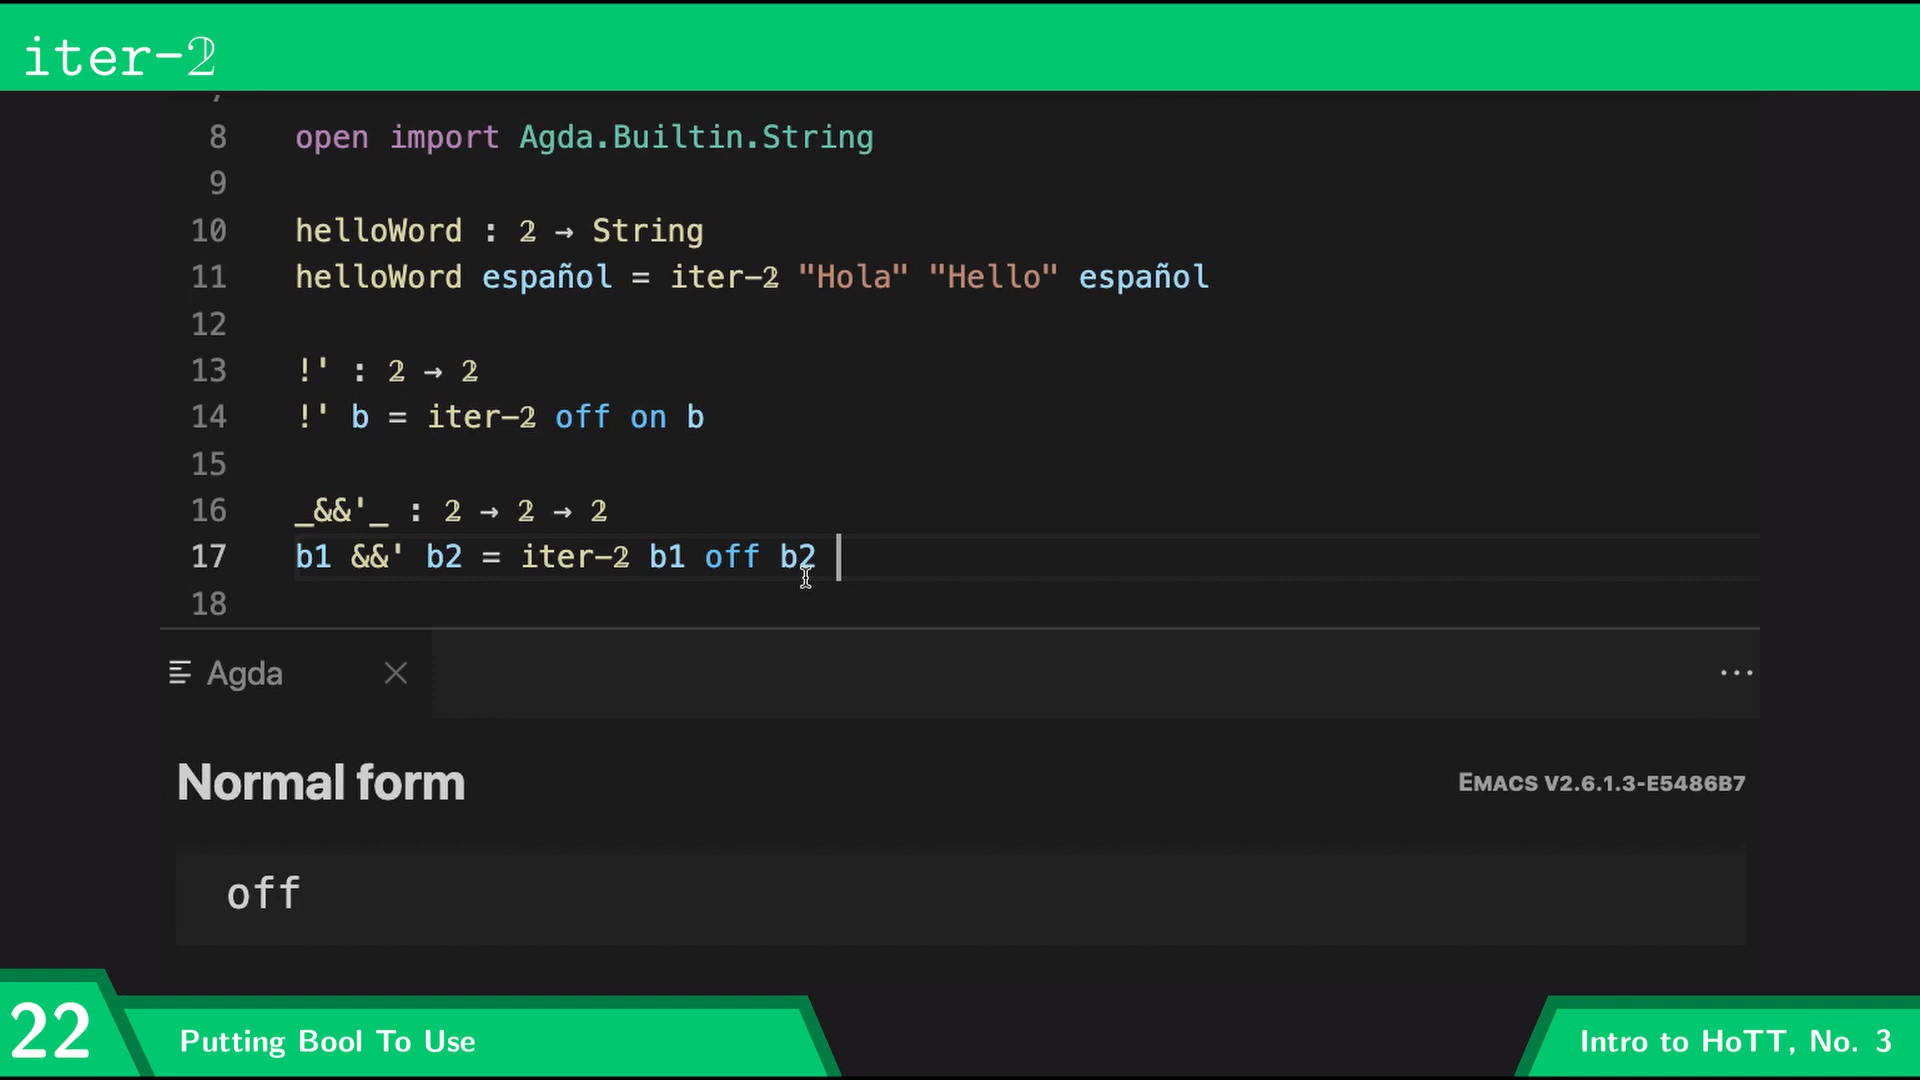 iter-𝟚
8 open import Agda.Builtin.String
9
10 helloWord : 𝟚 → String
11 helloWord español = iter-𝟚 "Hola" "Hello" español
12
13 !' : 𝟚 → 𝟚
14 !' b = iter-𝟚 off on b
15
16 _&&'_ : 𝟚 → 𝟚 → 𝟚
17 b1 &&' b2 = iter-𝟚 b1 off b2
18
Agda
Normal form EMACS V2.6.1.3-E5486B7
off
22 Putting Bool To Use Intro to HoTT, No. 3